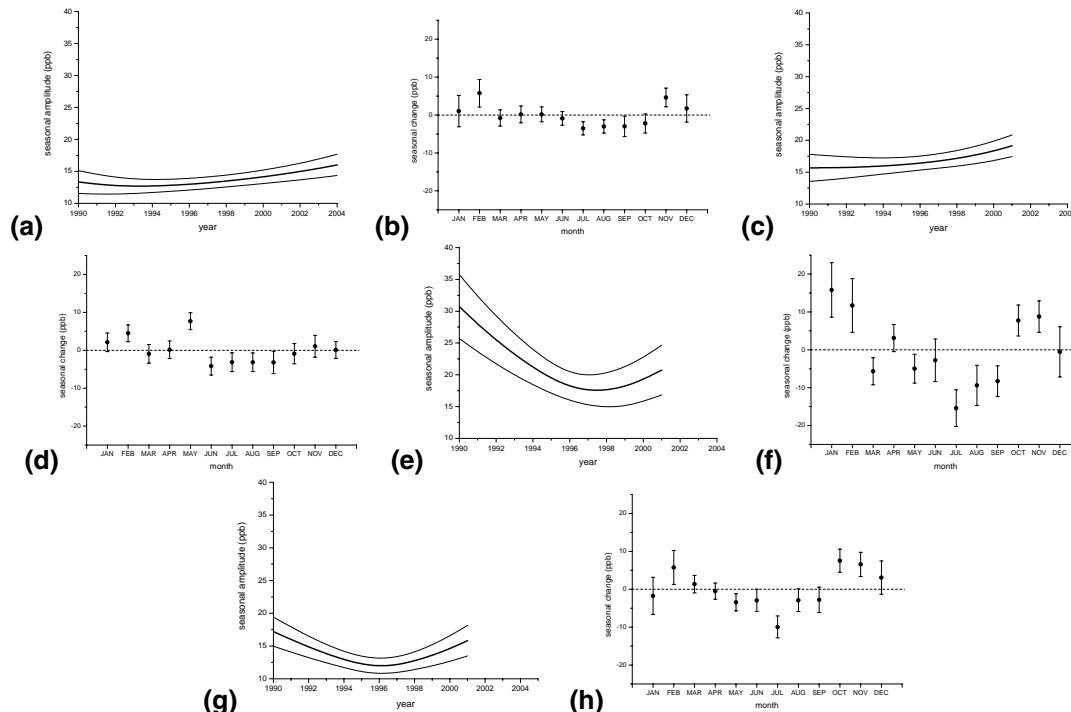 40
35
30
25
20
15
10
seasonal amplitude (ppb)
1990 1992 1994 1996 1998 2000 2002 2004
year
(a)
20
10
0
-10
-20
seasonal change (ppb)
JAN FEB MAR APR MAY JUN JUL AUG SEP OCT NOV DEC
month
(b)
40
35
30
25
20
15
10
seasonal amplitude (ppb)
1990 1992 1994 1996 1998 2000 2002 200
year
(c)
20
10
0
-10
-20
seasonal change (ppb)
JAN FEB MAR APR MAY JUN JUL AUG SEP OCT NOV DEC
month
(d)
40
35
30
25
20
15
10
seasonal amplitude (ppb)
1990 1992 1994 1996 1998 2000 2002 2004
year
(e)
20
10
0
-10
-20
seasonal change (ppb)
JAN FEB MAR APR MAY JUN JUL AUG SEP OCT NOV DEC
month
(f)
40
35
30
25
20
15
10
seasonal amplitude (ppb)
1990 1992 1994 1996 1998 2000 2002 2004
year
(g)
20
10
0
-10
-20
seasonal change (ppb)
JAN FEB MAR APR MAY JUN JUL AUG SEP OCT NOV DEC
month
(h)